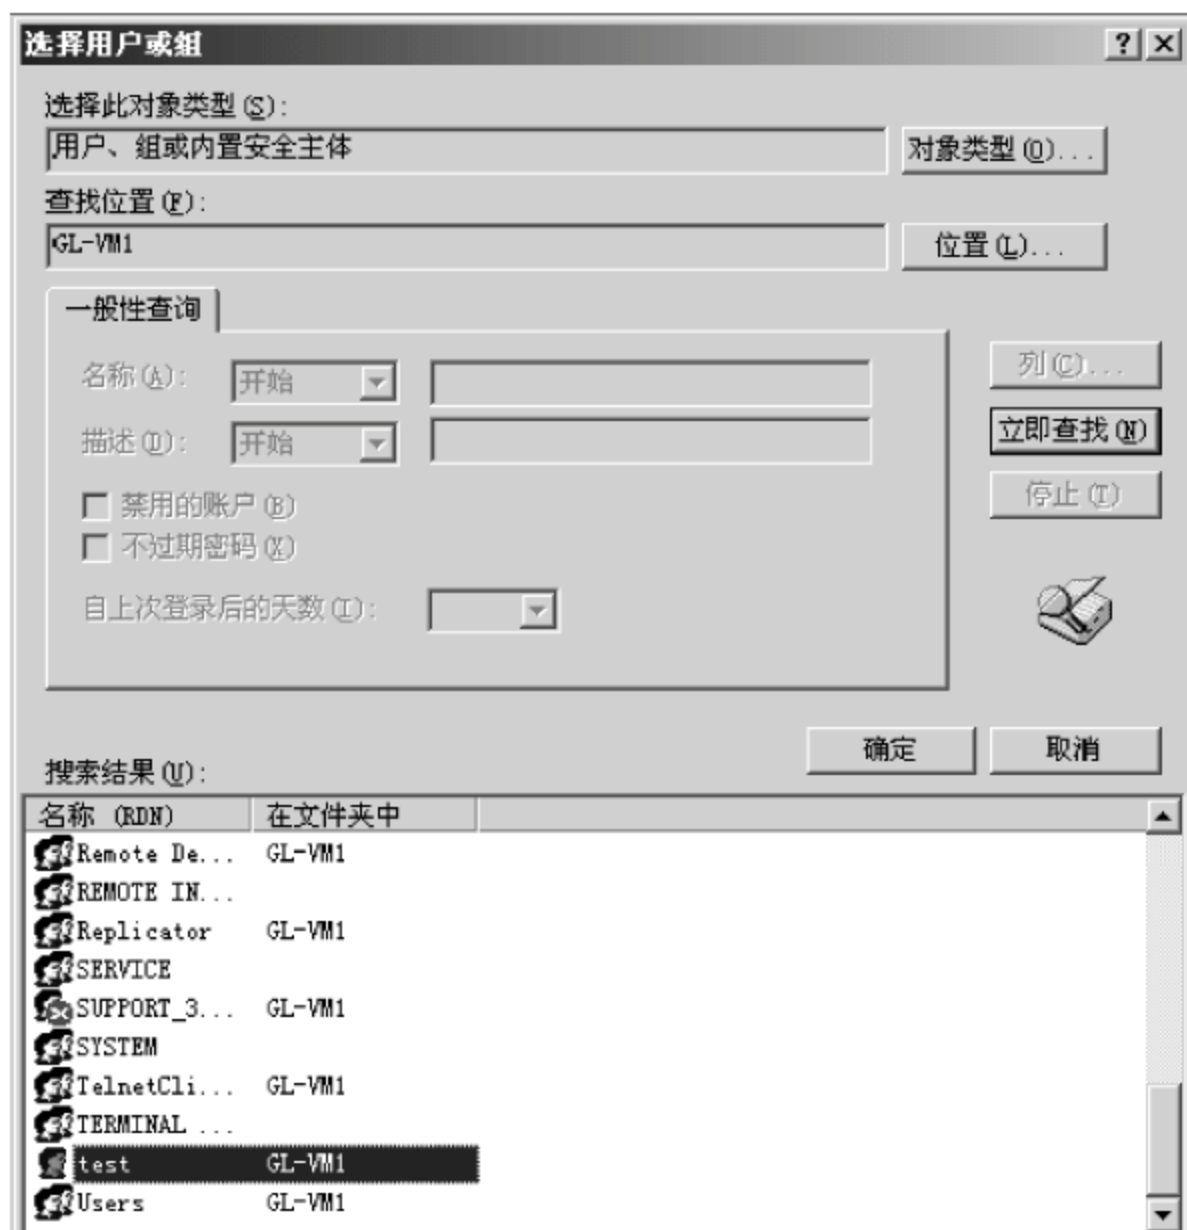 选择用户或组
选择此对象类型(S):
用户、组或内置安全主体 对象类型(O)...
查找位置(F):
GL-VM1 位置(L)...
一般性查询
名称(A): 开始 列(C)...
描述(D): 开始 立即查找(N)
禁用的账户(B) 停止(T)
不过期密码(X)
自上次登录后的天数(I):
确定 取消
搜索结果(U):
名称 (RDN) 在文件夹中
Remote De... GL-VM1
REMOTE IN...
Replicator GL-VM1
SERVICE
SUPPORT_3... GL-VM1
SYSTEM
TelnetCli... GL-VM1
TERMINAL ...
test GL-VM1
Users GL-VM1